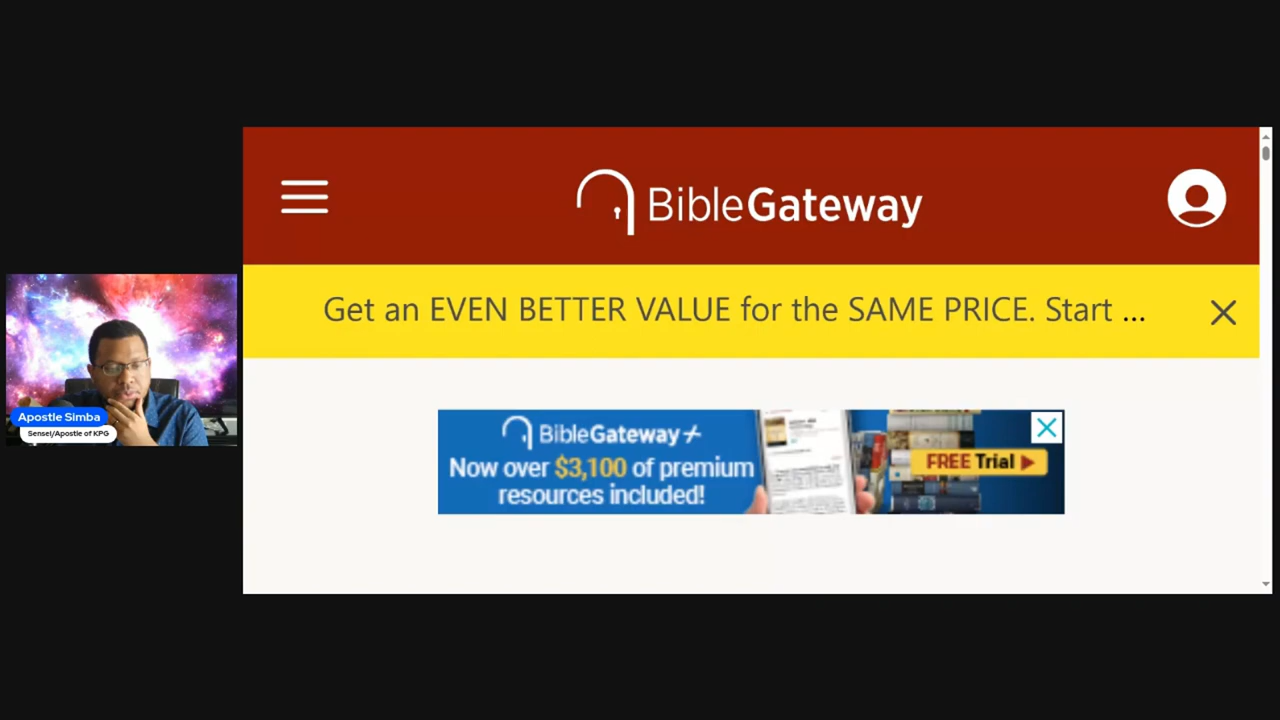 BibleGateway
Get an EVEN BETTER VALUE for the SAME PRICE. Start ...
BibleGateway+
Now over $3,100 of premium
resources included!
FREE Trial
Apostle Simba
Sensei/Apostle of KPG